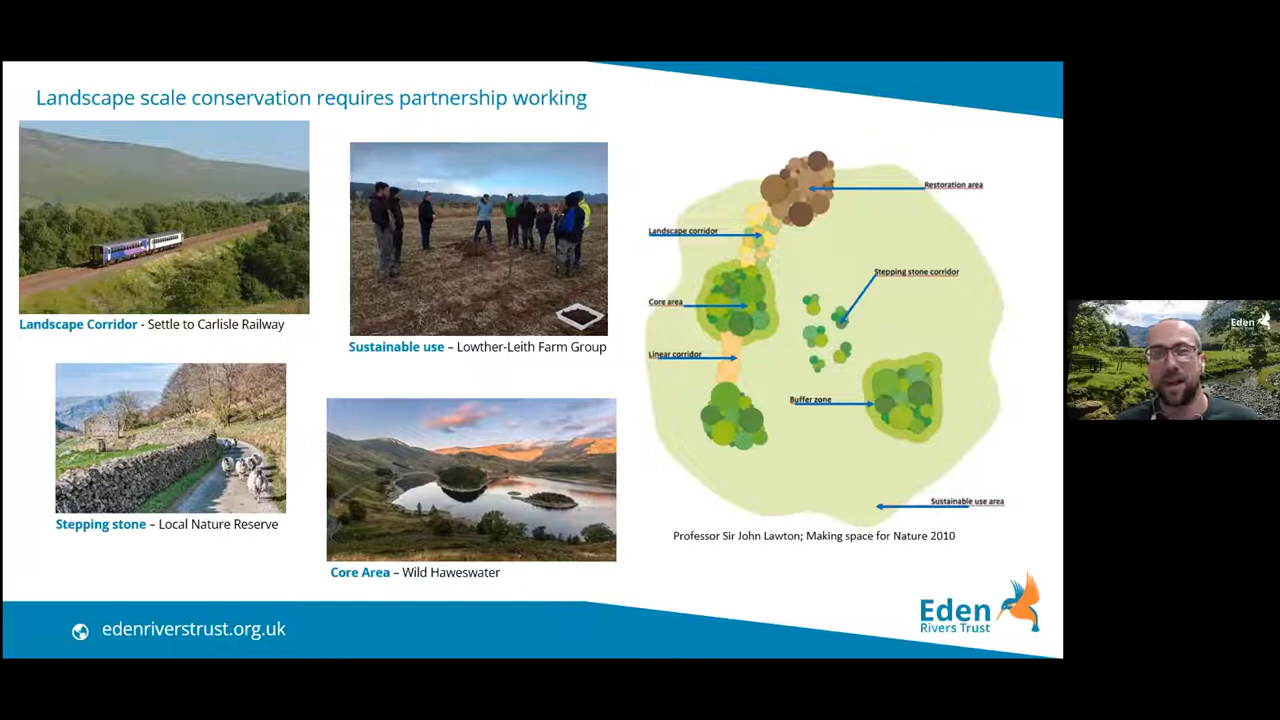 Landscape scale conservation requires partnership working
Landscape Corridor - Settle to Carlisle Railway
Sustainable use – Lowther-Leith Farm Group
Stepping stone – Local Nature Reserve
Core Area – Wild Haweswater
Restoration area
Landscape corridor
Stepping stone corridor
Core area
Linear corridor
Buffer zone
Sustainable use area
Professor Sir John Lawton; Making space for Nature 2010
edenriverstrust.org.uk
Eden
Rivers Trust
Eden